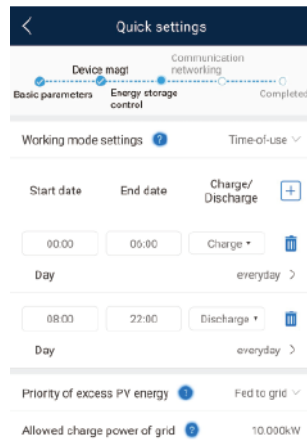 Quick settings
Communication
Device magt networking
Basic parameters Energy storage Completed
control
Working mode settings ? Time-of-use
Start date End date Charge/
Discharge
00:00 06:00 Charge
Day everyday
08:00 22:00 Discharge
Day everyday
Priority of excess PV energy ? Fed to grid
Allowed charge power of grid ? 10.000kW